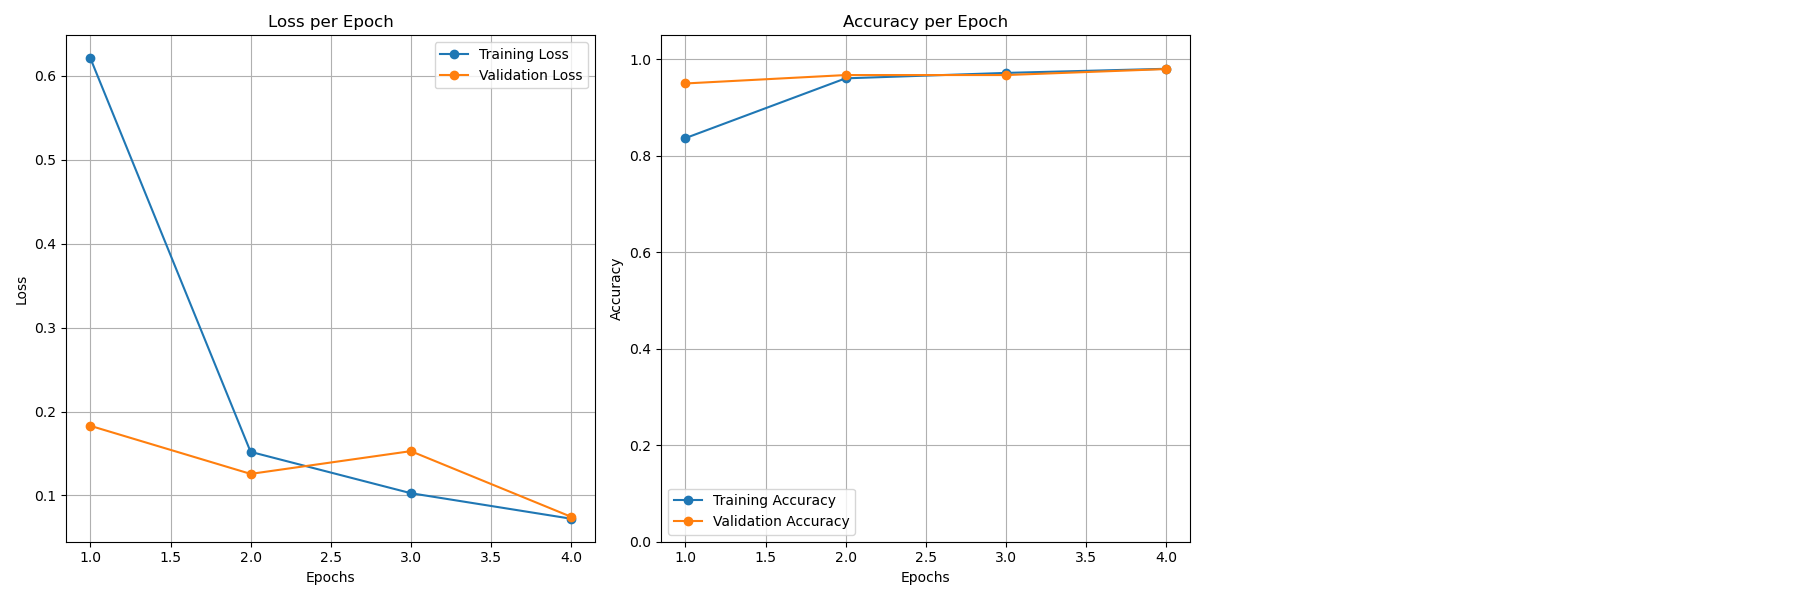 Loss per Epoch
Training Loss
Validation Loss
0.6
0.5
0.4
0.3
0.2
0.1
Loss
1.0 1.5 2.0 2.5 3.0 3.5 4.0
Epochs
Accuracy per Epoch
1.0
0.8
0.6
0.4
0.2
0.0
Accuracy
Training Accuracy
Validation Accuracy
1.0 1.5 2.0 2.5 3.0 3.5 4.0
Epochs